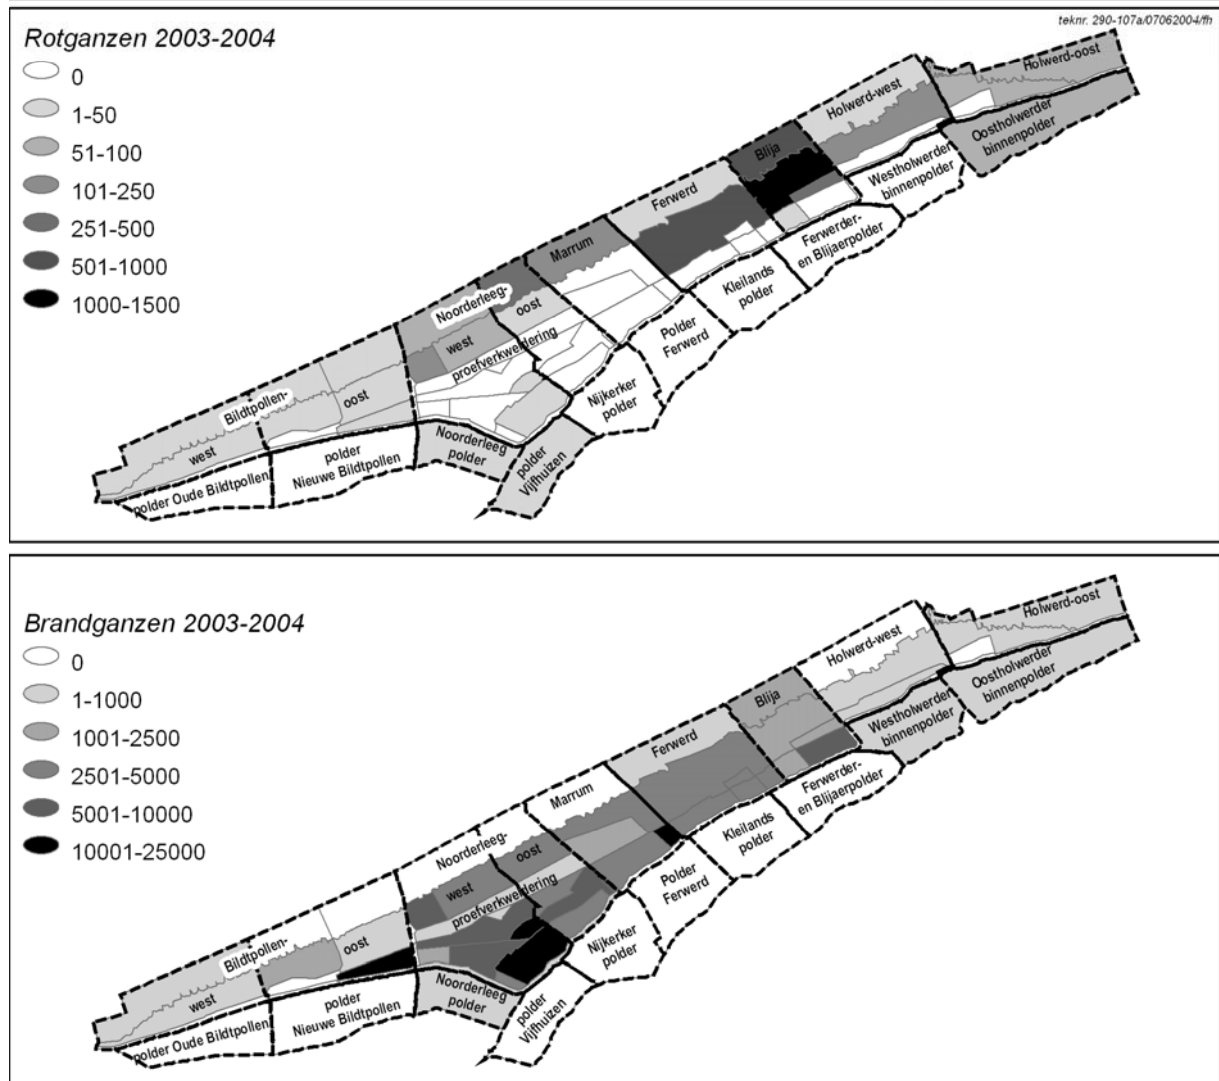 teknr. 290-107a/07062004/fh
Rotganzen 2003-2004
0
1-50
51-100
101-250
251-500
501-1000
1000-1500
Holwerd-oost
Holwerd-west
Oostholwerder
binnenpolder
Blija
Westholwerder
binnenpolder
Ferwerd
Ferwerder-
en Blijaerpolder
Marrum
Kleilands
polder
Noorderleeg-
oost
west
proefverkweldering
Polder
Ferwerd
Nijkerker
polder
Bildtpollen-
oost
west
Noorderleeg
polder
polder
Vijfhuizen
polder
Nieuwe Bildtpollen
polder Oude Bildtpollen
Brandganzen 2003-2004
0
1-1000
1001-2500
2501-5000
5001-10000
10001-25000
Holwerd-oost
Holwerd-west
Oostholwerder
binnenpolder
Blija
Westholwerder
binnenpolder
Ferwerd
Ferwerder-
en Blijaerpolder
Marrum
Kleilands
polder
Noorderleeg-
oost
west
proefverkweldering
Polder
Ferwerd
Nijkerker
polder
Bildtpollen-
oost
west
Noorderleeg
polder
polder
Vijfhuizen
polder
Nieuwe Bildtpollen
polder Oude Bildtpollen